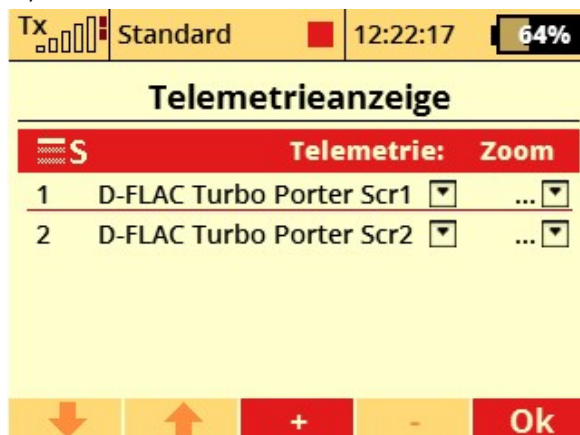 Tx Standard 12:22:17 64%
Telemetrieanzeige
S Telemetrie: Zoom
1 D-FLAC Turbo Porter Scr1 ...
2 D-FLAC Turbo Porter Scr2 ...
+ - Ok